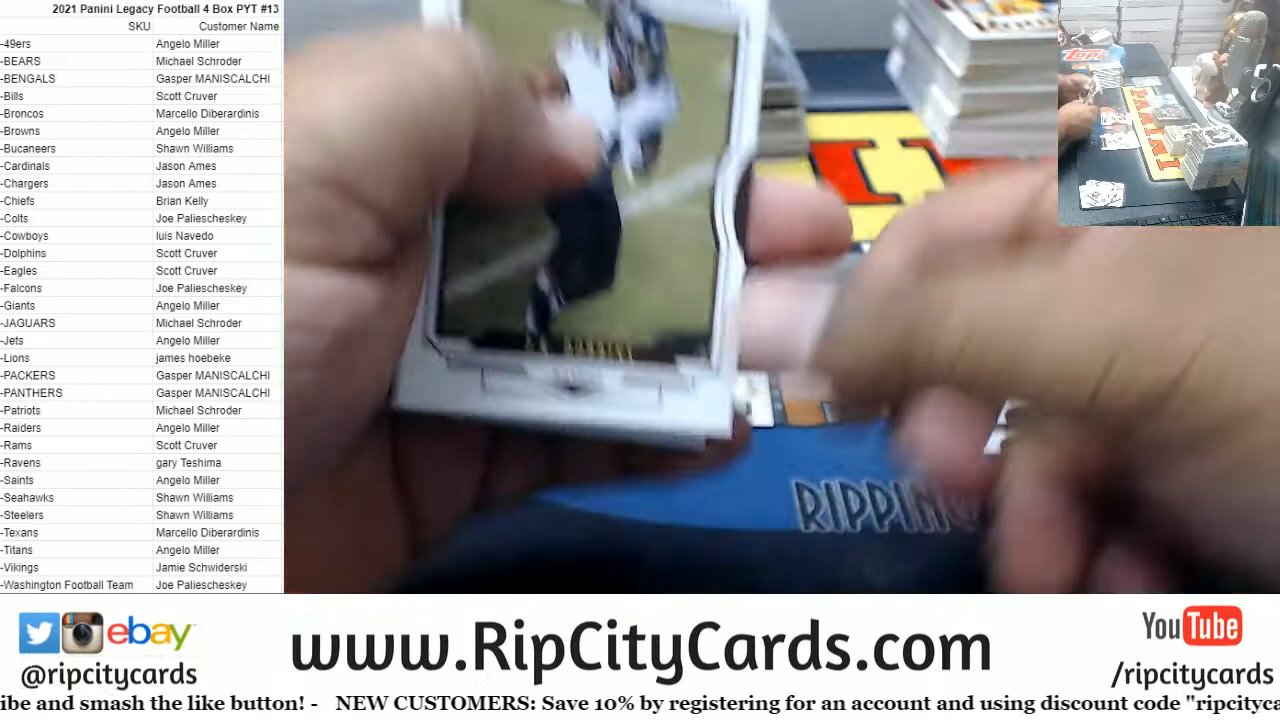 2021 Panini Legacy Football 4 Box PYT #13
SKU Customer Name
-49ers Angelo Miller
-BEARS Michael Schroder
-BENGALS Gasper MANISCALCHI
-Bills Scott Cruver
-Broncos Marcello Diberardinis
-Browns Angelo Miller
-Bucaneers Shawn Williams
-Cardinals Jason Ames
-Chargers Jason Ames
-Chiefs Brian Kelly
-Colts Joe Paliescheskey
-Cowboys luis Navedo
-Dolphins Scott Cruver
-Eagles Scott Cruver
-Falcons Joe Paliescheskey
-Giants Angelo Miller
-JAGUARS Michael Schroder
-Jets Angelo Miller
-Lions james hoebeke
-PACKERS Gasper MANISCALCHI
-PANTHERS Gasper MANISCALCHI
-Patriots Michael Schroder
-Raiders Angelo Miller
-Rams Scott Cruver
-Ravens gary Teshima
-Saints Angelo Miller
-Seahawks Shawn Williams
-Steelers Shawn Williams
-Texans Marcello Diberardinis
-Titans Angelo Miller
-Vikings Jamie Schwiderski
-Washington Football Team Joe Paliescheskey
Topps
PANINI
PANINI
RIPPIN
ebay
@ripcitycards
www.RipCityCards.com
YouTube
/ripcitycards
ibe and smash the like button! - NEW CUSTOMERS: Save 10% by registering for an account and using discount code "ripcityca